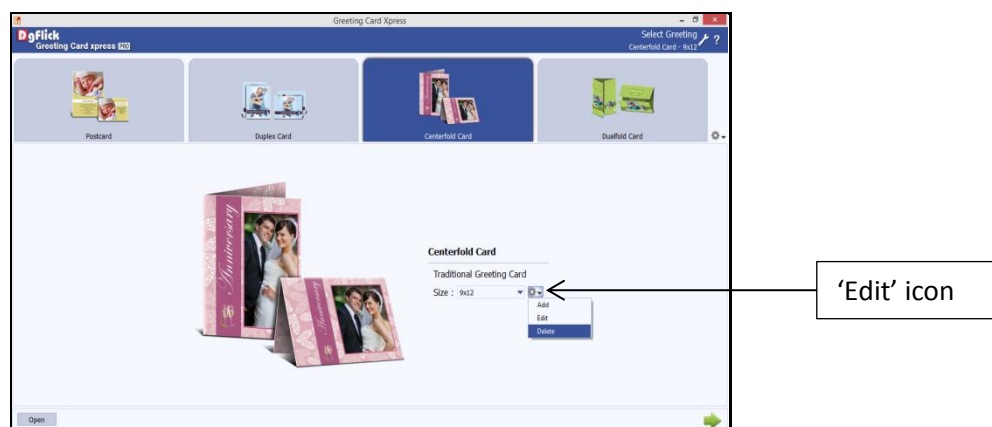 Greeting Card Xpress
DgFlick
Greeting Card xpress PRO
Select Greeting
Centerfold Card - 9x12
?
Postcard
Duplex Card
Centerfold Card
Dualfold Card
Anniversary
Anniversary
Centerfold Card
Traditional Greeting Card
Size : 9x12
Add
Edit
Delete
‘Edit’ icon
Open